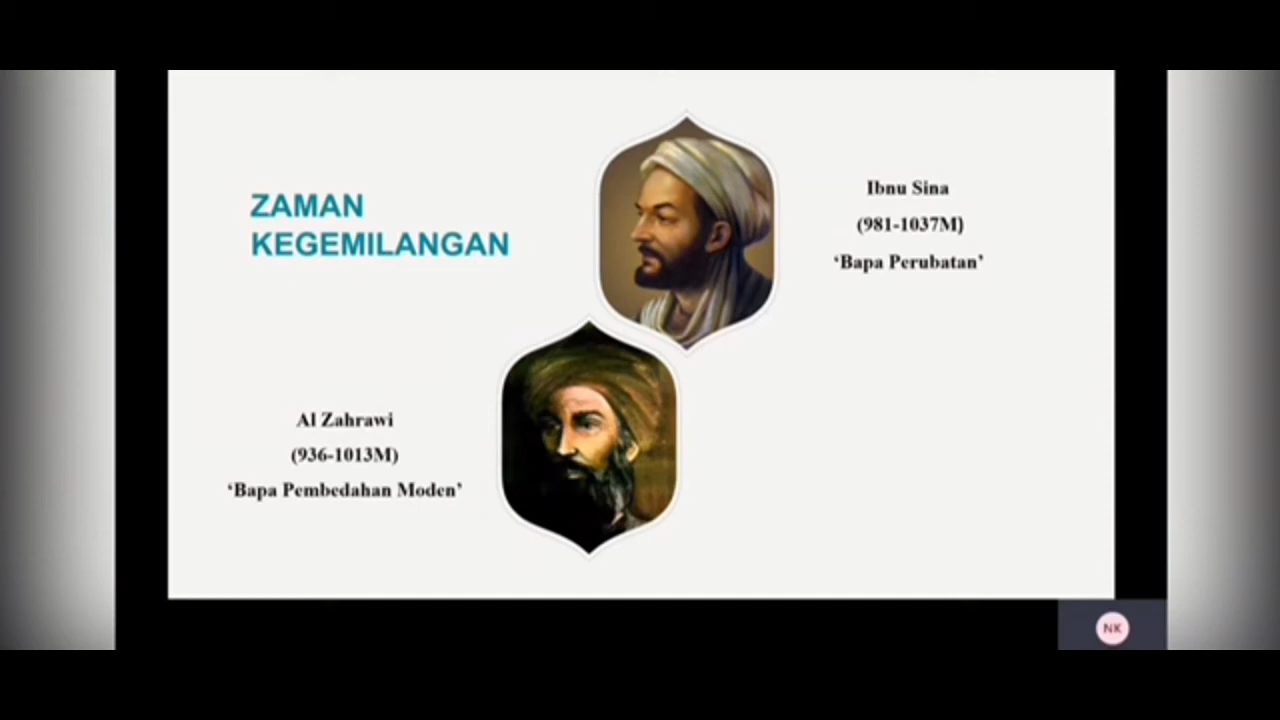 ZAMAN
KEGEMILANGAN
Ibnu Sina
(981-1037M)
‘Bapa Perubatan’
Al Zahrawi
(936-1013M)
‘Bapa Pembedahan Moden’
NK